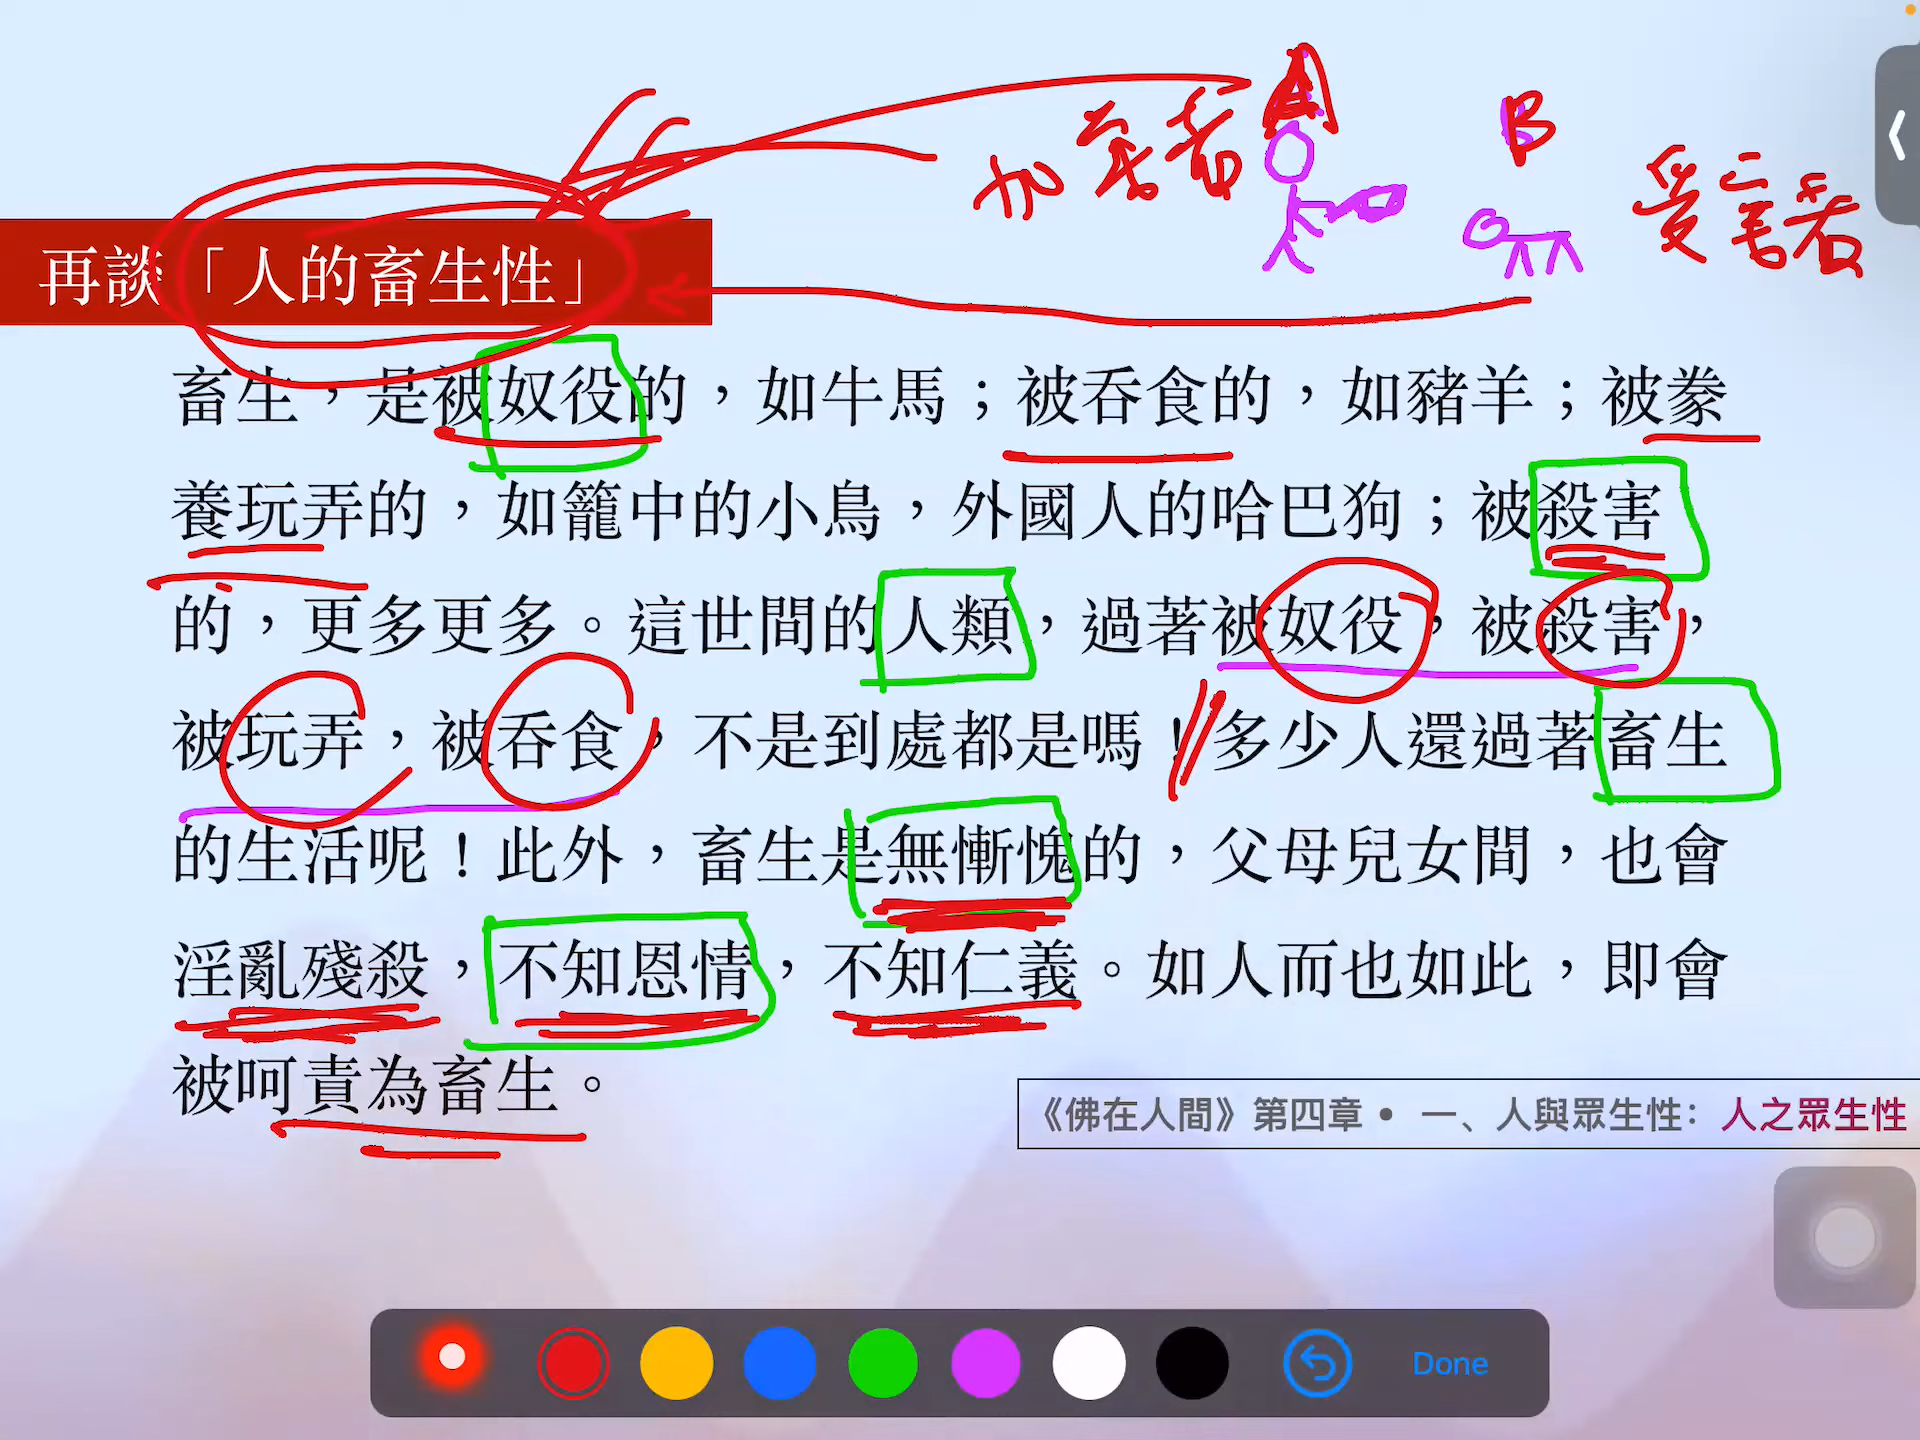 加害者 A B 受害者
再談「人的畜生性」
畜生，是被奴役的，如牛馬；被吞食的，如豬羊；被豢
養玩弄的，如籠中的小鳥，外國人的哈巴狗；被殺害
的，更多更多。這世間的人類，過著被奴役，被殺害，
被玩弄，被吞食，不是到處都是嗎！多少人還過著畜生
的生活呢！此外，畜生是無慚愧的，父母兒女間，也會
淫亂殘殺，不知恩情，不知仁義。如人而也如此，即會
被呵責為畜生。
《佛在人間》第四章• 一、人與眾生性：人之眾生性
Done